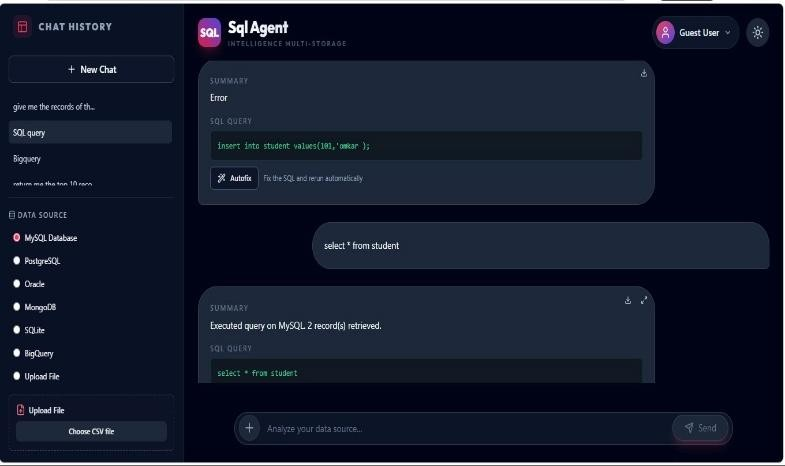 CHAT HISTORY
+ New Chat
give me the records of th...
SQL query
Bigquery
return me the top 10 reco
DATA SOURCE
MySQL Database
PostgreSQL
Oracle
MongoDB
SQLite
BigQuery
Upload File
Upload File
Choose CSV file
SQL
Sql Agent
INTELLIGENCE MULTI-STORAGE
Guest User
SUMMARY
Error
SQL QUERY
insert into student values(101,'omkar );
Autofix Fix the SQL and rerun automatically
select * from student
SUMMARY
Executed query on MySQL. 2 record(s) retrieved.
SQL QUERY
select * from student
+ Analyze your data source...
Send